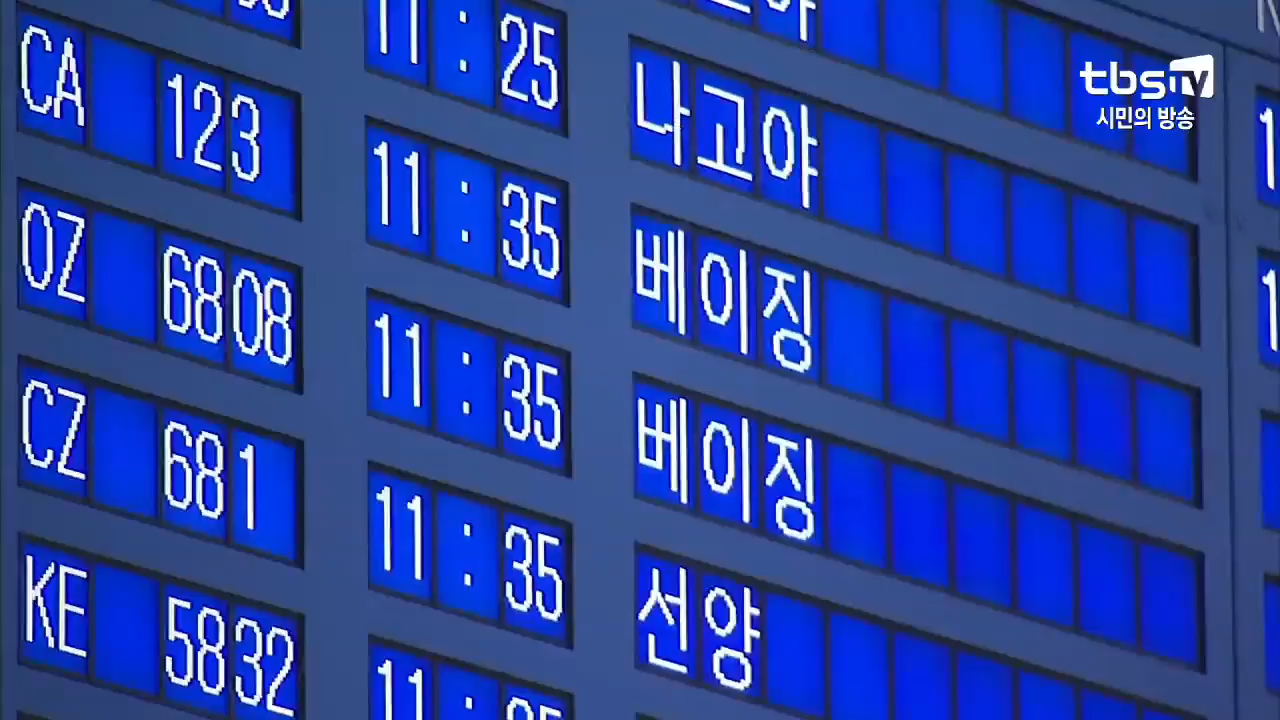 tbs TV
시민의 방송
11:25 나고야
CA 123 11:35 베이징
OZ 6808 11:35 베이징
CZ 681 11:35 선양
KE 5832